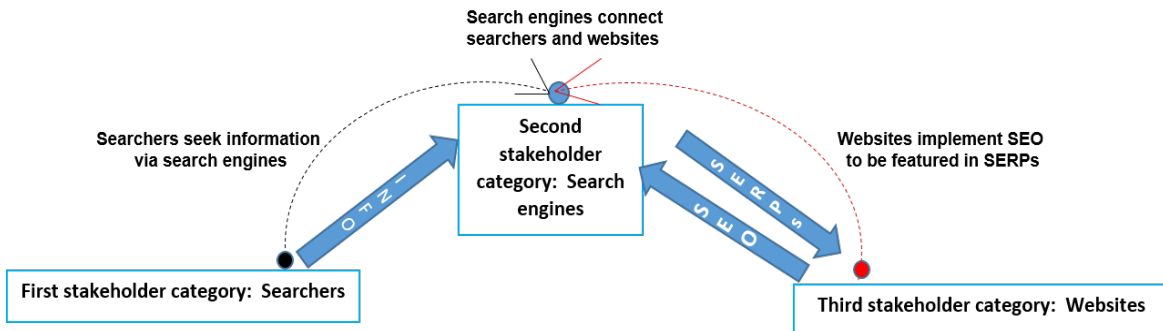 Search engines connect
searchers and websites
Searchers seek information
via search engines
INFO
Second
stakeholder
category: Search
engines
SERPs
SEO
Websites implement SEO
to be featured in SERPs
First stakeholder category: Searchers
Third stakeholder category: Websites